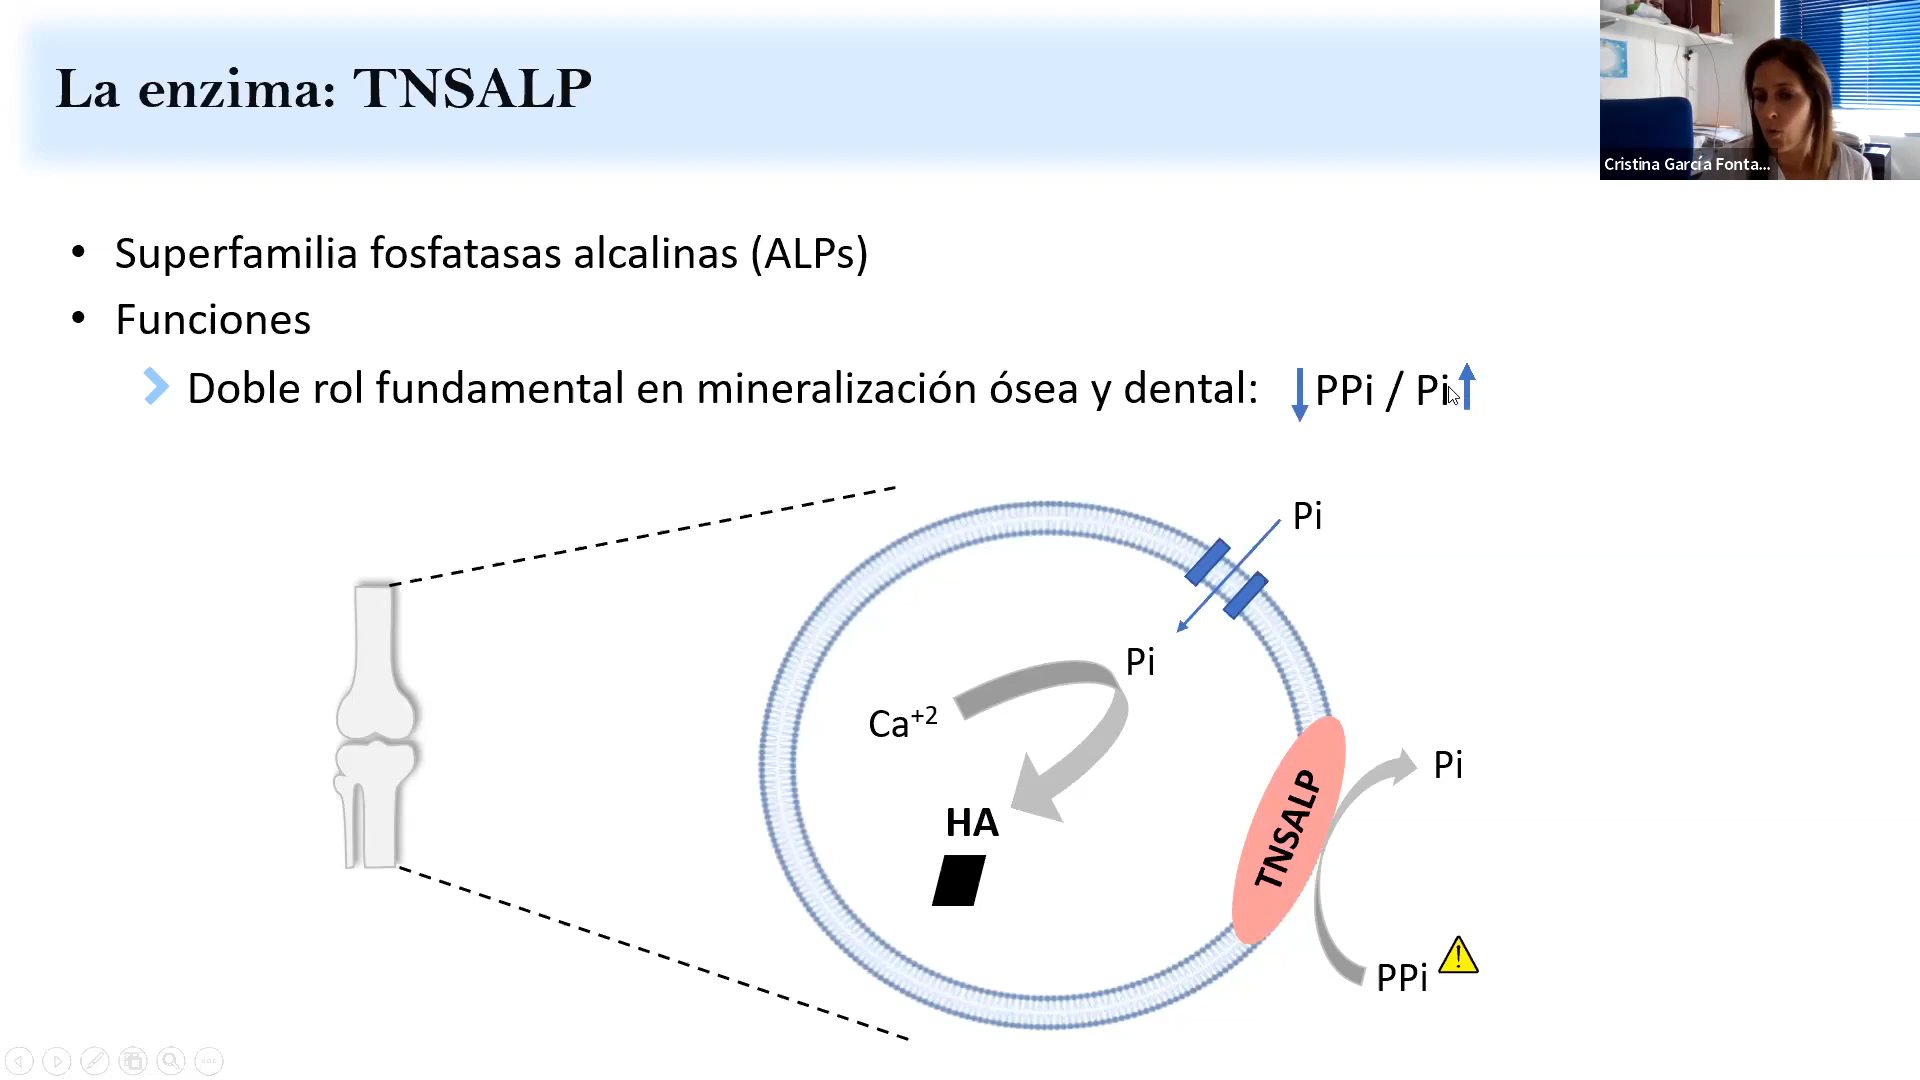 La enzima: TNSALP
Cristina García Fonta...
• Superfamilia fosfatasas alcalinas (ALPs)
• Funciones
Doble rol fundamental en mineralización ósea y dental: PPi / Pi
Pi
Pi
Ca+2
HA
TNSALP
Pi
PPi